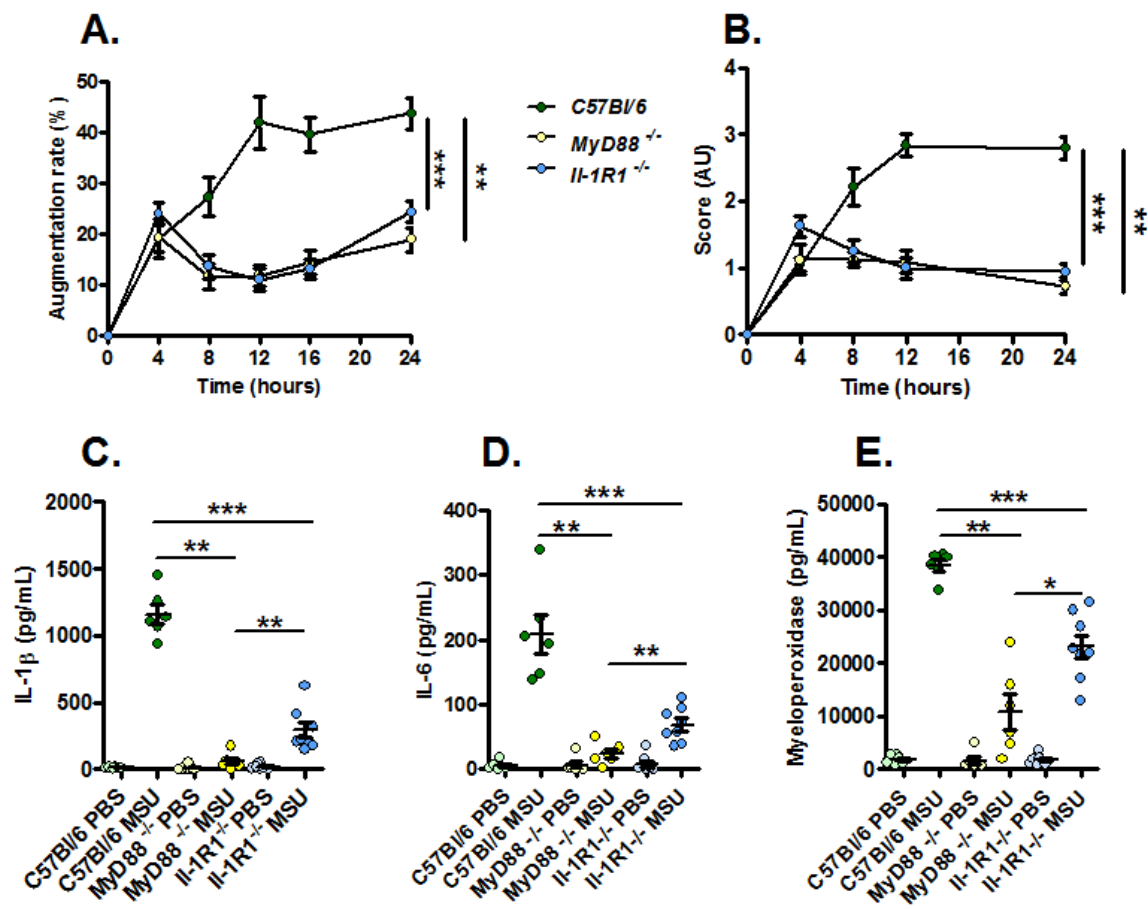 A.
B.
Augmentation rate (%)
50
40
30
20
10
0
0 4 8 12 16 20 24
Time (hours)
***
**
C57Bl/6
MyD88 -/-
Il-1R1 -/-
Score (AU)
4
3
2
1
0
0 4 8 12 16 20 24
Time (hours)
***
**
C.
D.
E.
IL-1β (pg/mL)
2000
1500
1000
500
0
***
**
**
C57Bl/6 PBS
C57Bl/6 MSU
MyD88 -/- PBS
MyD88 -/- MSU
Il-1R1-/- PBS
Il-1R1-/- MSU
IL-6 (pg/mL)
400
300
200
100
0
***
**
**
C57Bl/6 PBS
C57Bl/6 MSU
MyD88 -/- PBS
MyD88 -/- MSU
Il-1R1-/- PBS
Il-1R1-/- MSU
Myeloperoxidase (pg/mL)
50000
40000
30000
20000
10000
0
***
**
*
C57Bl/6 PBS
C57Bl/6 MSU
MyD88 -/- PBS
MyD88 -/- MSU
Il-1R1-/- PBS
Il-1R1-/- MSU